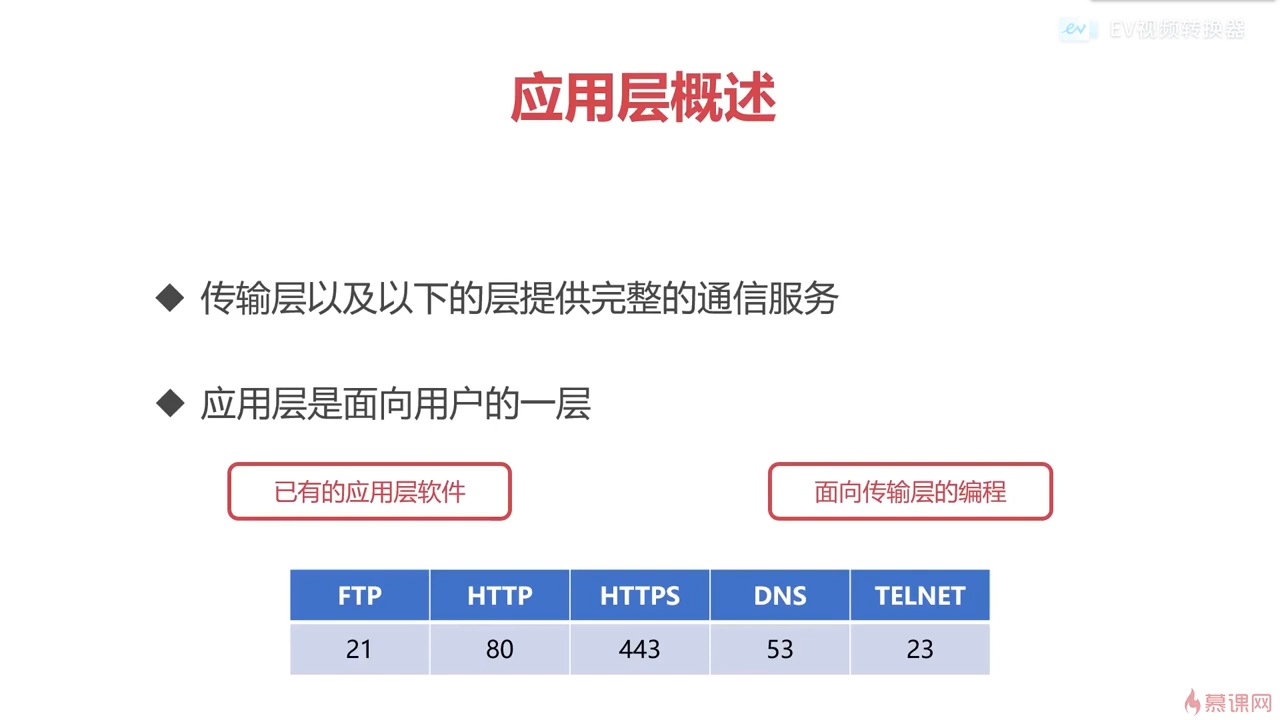 EV视频转换器
应用层概述
◆ 传输层以及以下的层提供完整的通信服务
◆ 应用层是面向用户的一层
已有的应用层软件 面向传输层的编程
FTP HTTP HTTPS DNS TELNET
21 80 443 53 23
慕课网